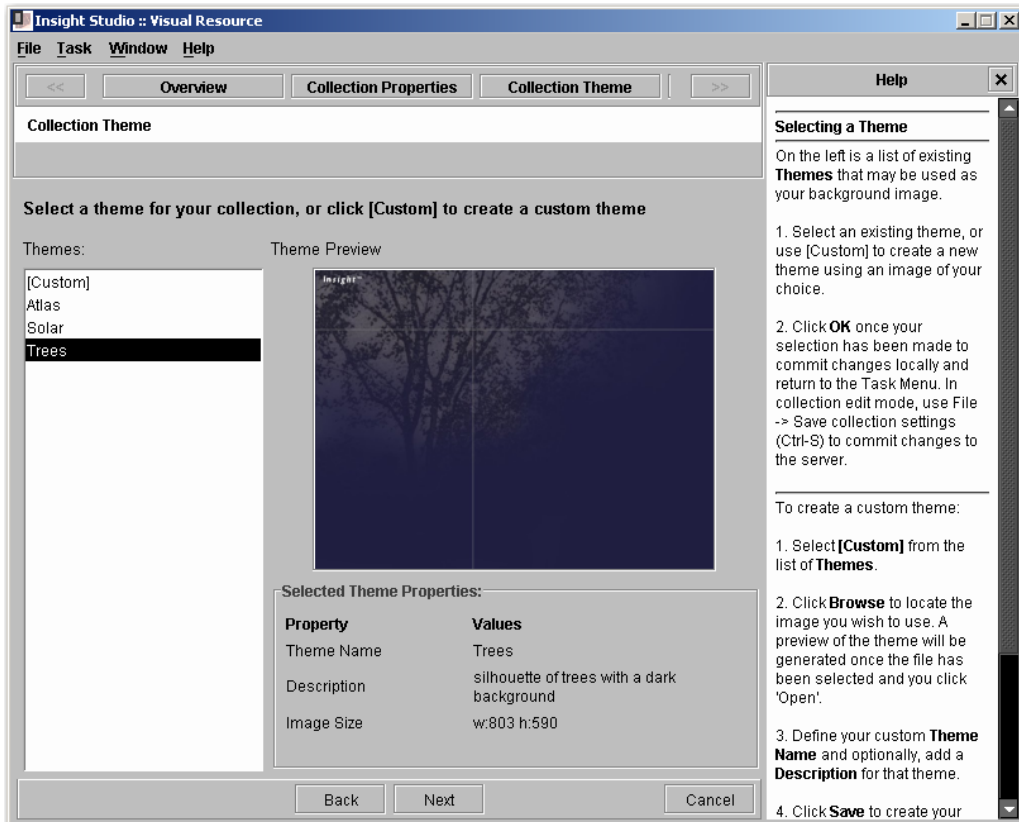 Insight Studio :: Visual Resource
File Task Window Help
<< Overview Collection Properties Collection Theme >>
Collection Theme
Select a theme for your collection, or click [Custom] to create a custom theme
Themes:
[Custom]
Atlas
Solar
Trees
Theme Preview
Insight™
Selected Theme Properties:
Property Values
Theme Name Trees
Description silhouette of trees with a dark
background
Image Size w:803 h:590
Back Next Cancel
Help
Selecting a Theme
On the left is a list of existing
Themes that may be used as
your background image.
1. Select an existing theme, or
use [Custom] to create a new
theme using an image of your
choice.
2. Click OK once your
selection has been made to
commit changes locally and
return to the Task Menu. In
collection edit mode, use File
-> Save collection settings
(Ctrl-S) to commit changes to
the server.
To create a custom theme:
1. Select [Custom] from the
list of Themes.
2. Click Browse to locate the
image you wish to use. A
preview of the theme will be
generated once the file has
been selected and you click
'Open'.
3. Define your custom Theme
Name and optionally, add a
Description for that theme.
4. Click Save to create your